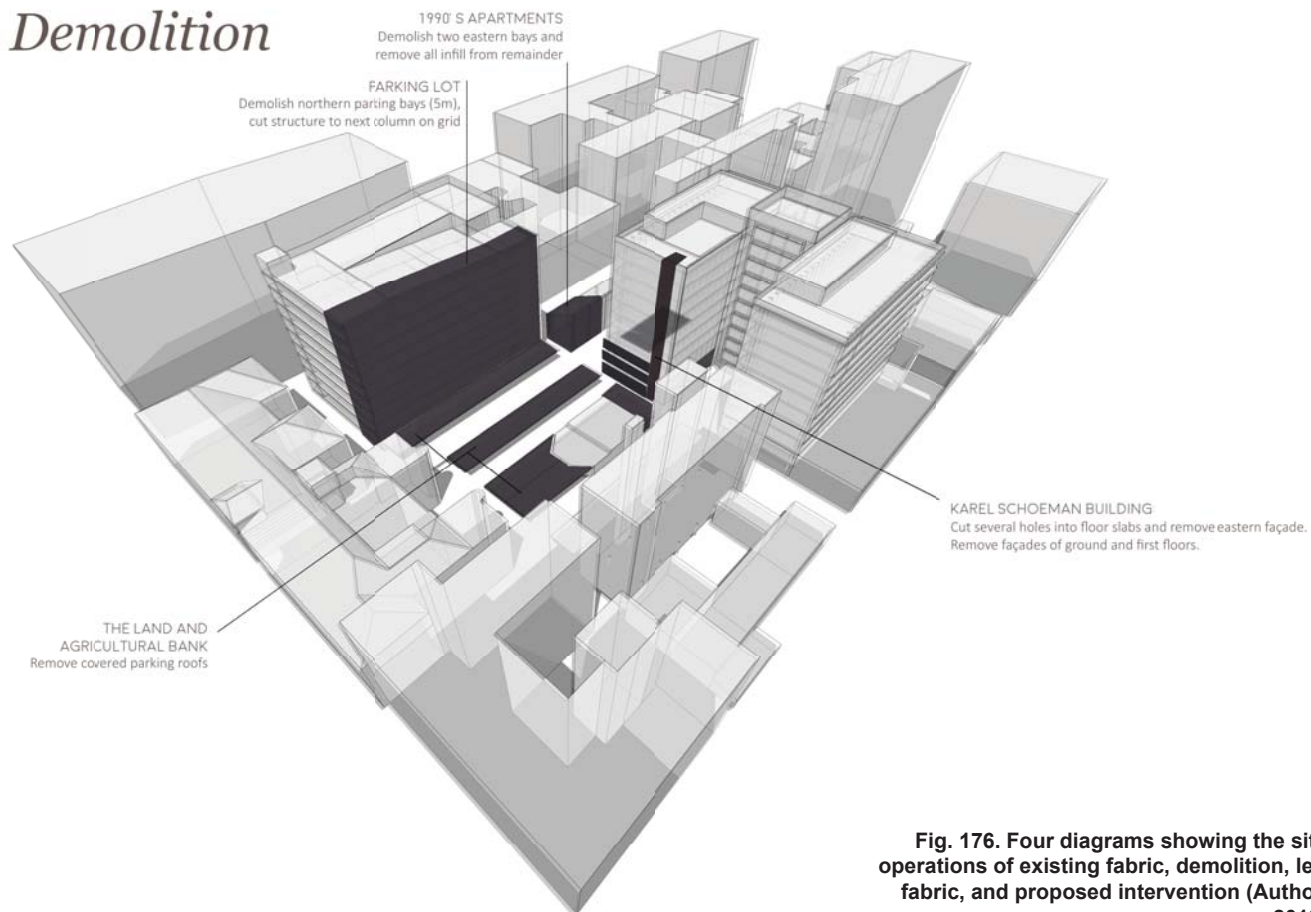 Demolition
1990' S APARTMENTS
Demolish two eastern bays and
remove all infill from remainder
PARKING LOT
Demolish northern parking bays (5m),
cut structure to next column on grid
KAREL SCHOEMAN BUILDING
Cut several holes into floor slabs and remove eastern façade.
Remove façades of ground and first floors.
THE LAND AND
AGRICULTURAL BANK
Remove covered parking roofs
Fig. 176. Four diagrams showing the sit
operations of existing fabric, demolition, le
fabric, and proposed intervention (Autho